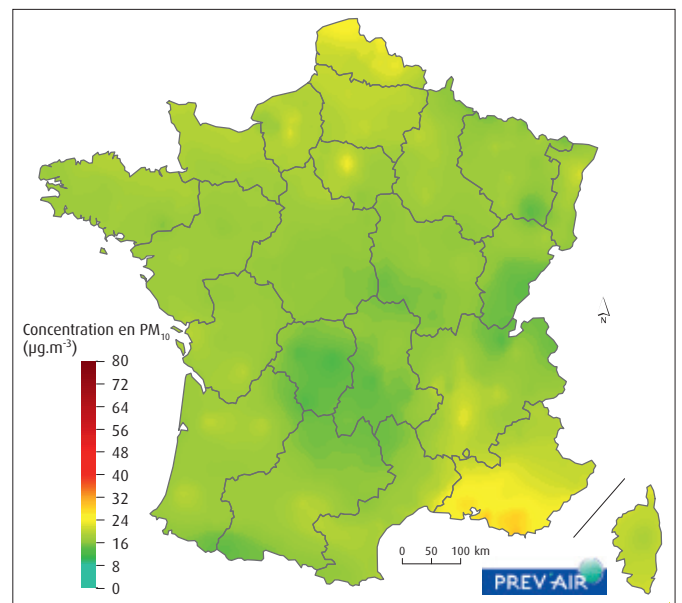 Concentration en PM₁₀
(µg.m⁻³)
80
72
64
56
48
40
32
24
16
8
0
N
0 50 100 km
PREV'AIR